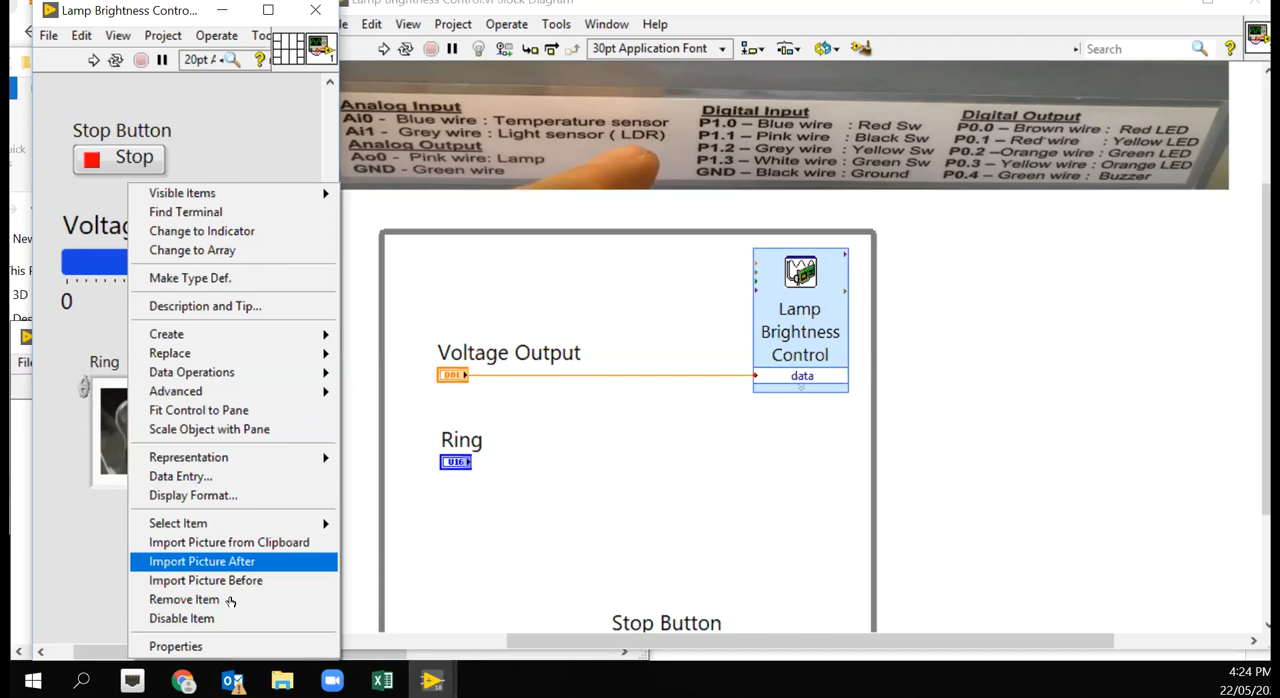 Lamp Brightness Contro...
Lamp Brightness Control.vi Block Diagram
File Edit View Project Operate
Edit View Project Operate Tools Window Help
20pt
30pt Application Font
Search
1
Stop Button
Stop
0
Ring
Visible Items
Find Terminal
Change to Indicator
Change to Array
Make Type Def.
Description and Tip...
Create
Replace
Data Operations
Advanced
Fit Control to Pane
Scale Object with Pane
Representation
Data Entry...
Display Format...
Select Item
Import Picture from Clipboard
Import Picture After
Import Picture Before
Remove Item
Disable Item
Properties
Analog Input
Ai0 - Blue wire : Temperature sensor
Ai1 - Grey wire : Light sensor ( LDR)
Analog Output
Ao0 - Pink wire: Lamp
GND - Green wire
Digital Input
P1.0 – Blue wire : Red Sw
P1.1 – Pink wire : Black Sw
P1.2 – Grey wire : Yellow Sw
P1.3 – White wire : Green Sw
GND – Black wire : Ground
Digital Output
P0.0 – Brown wire : Red LED
P0.1 – Red wire : Yellow LED
P0.2 –Orange wire : Green LED
P0.3 – Yellow wire : Orange LED
P0.4 – Green wire : Buzzer
Lamp
Brightness
Control
data
Voltage Output
DBL
Ring
U16
Stop Button
3D
4:24 PM
22/05/20